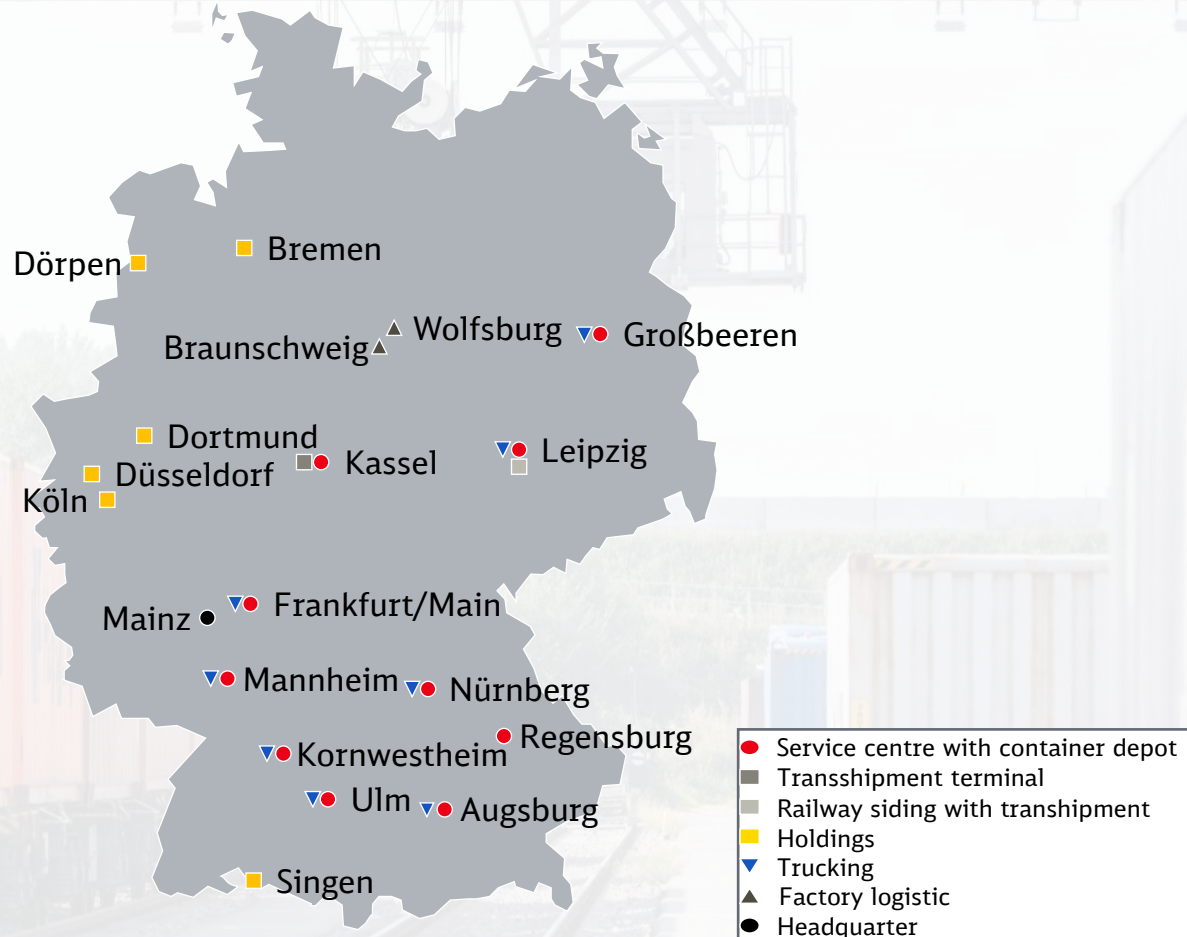 Bremen
Dörpen
Wolfsburg
Großbeeren
Braunschweig
Dortmund
Leipzig
Kassel
Düsseldorf
Köln
Frankfurt/Main
Mainz
Mannheim
Nürnberg
Regensburg
Kornwestheim
Ulm
Augsburg
Singen
Service centre with container depot
Transshipment terminal
Railway siding with transhipment
Holdings
Trucking
Factory logistic
Headquarter